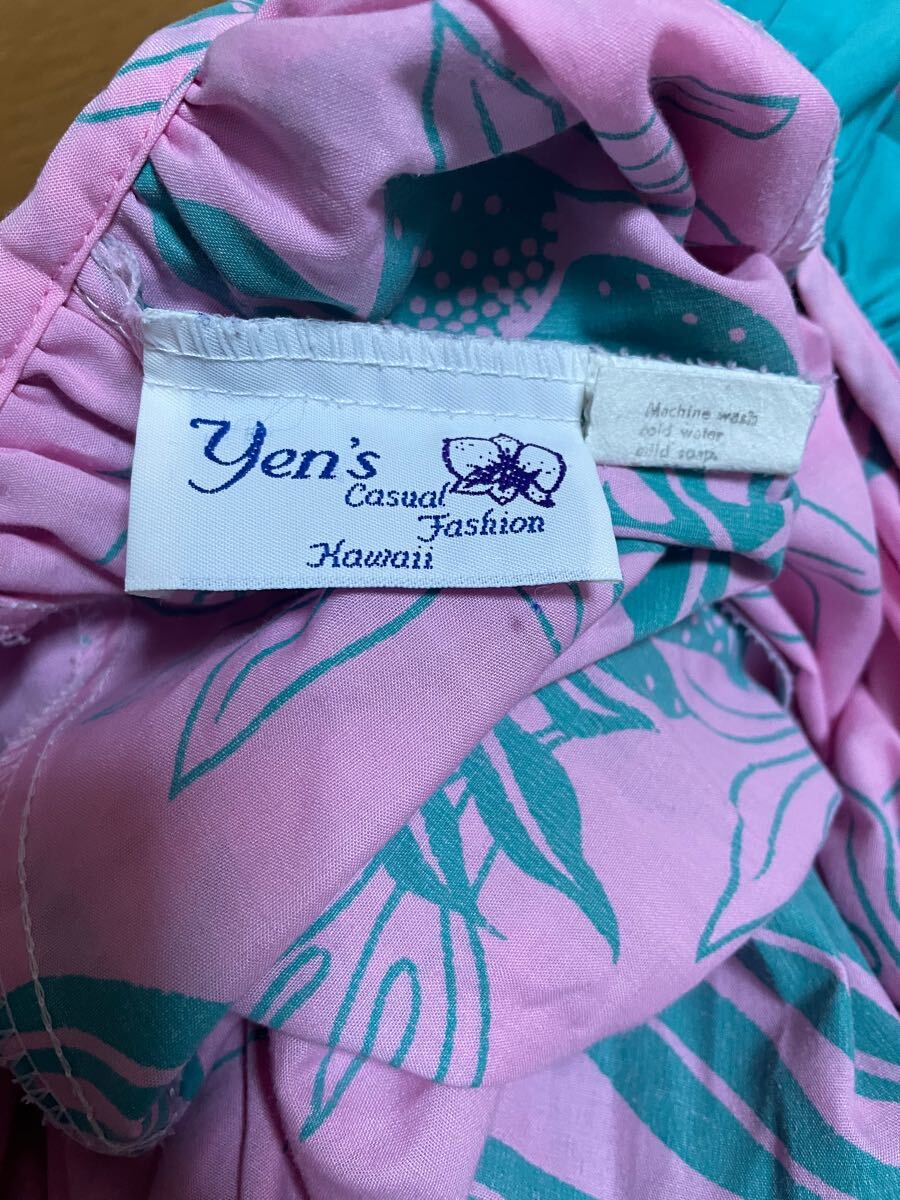 Yen's
Casual
Fashion
Hawaii
Machine wash
cold water
mild soap.